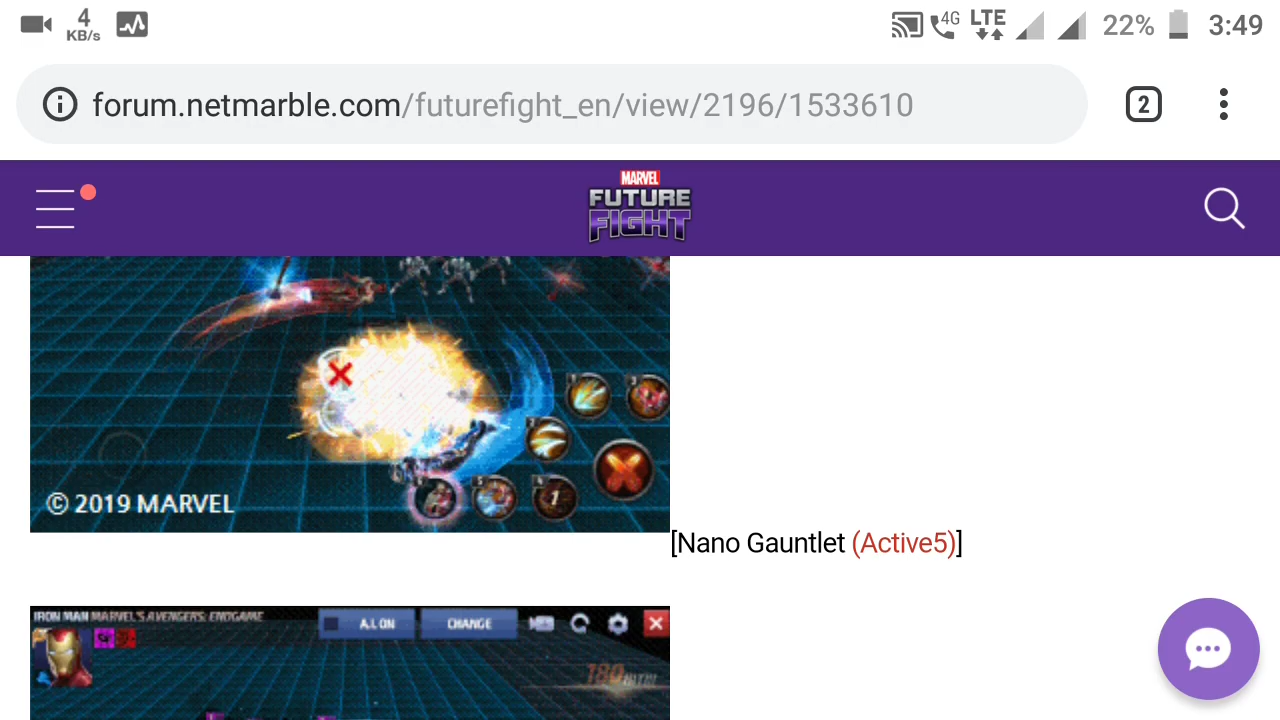 4 KB/s 4G LTE 22% 3:49
forum.netmarble.com/futurefight_en/view/2196/1533610 2
MARVEL
FUTURE
FIGHT
© 2019 MARVEL
[Nano Gauntlet (Active5)]
IRON MAN MARVEL'S AVENGERS: ENDGAME
A.I. ON CHANGE
180